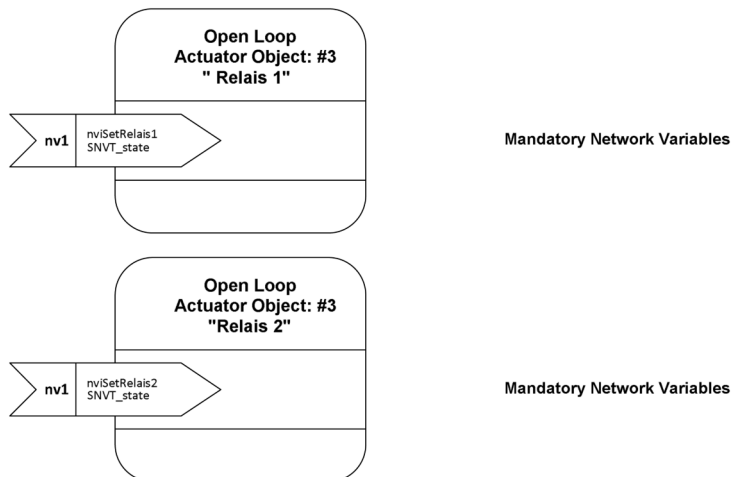 Open Loop
Actuator Object: #3
" Relais 1"
nv1
nviSetRelais1
SNVT_state
Mandatory Network Variables
Open Loop
Actuator Object: #3
"Relais 2"
nv1
nviSetRelais2
SNVT_state
Mandatory Network Variables